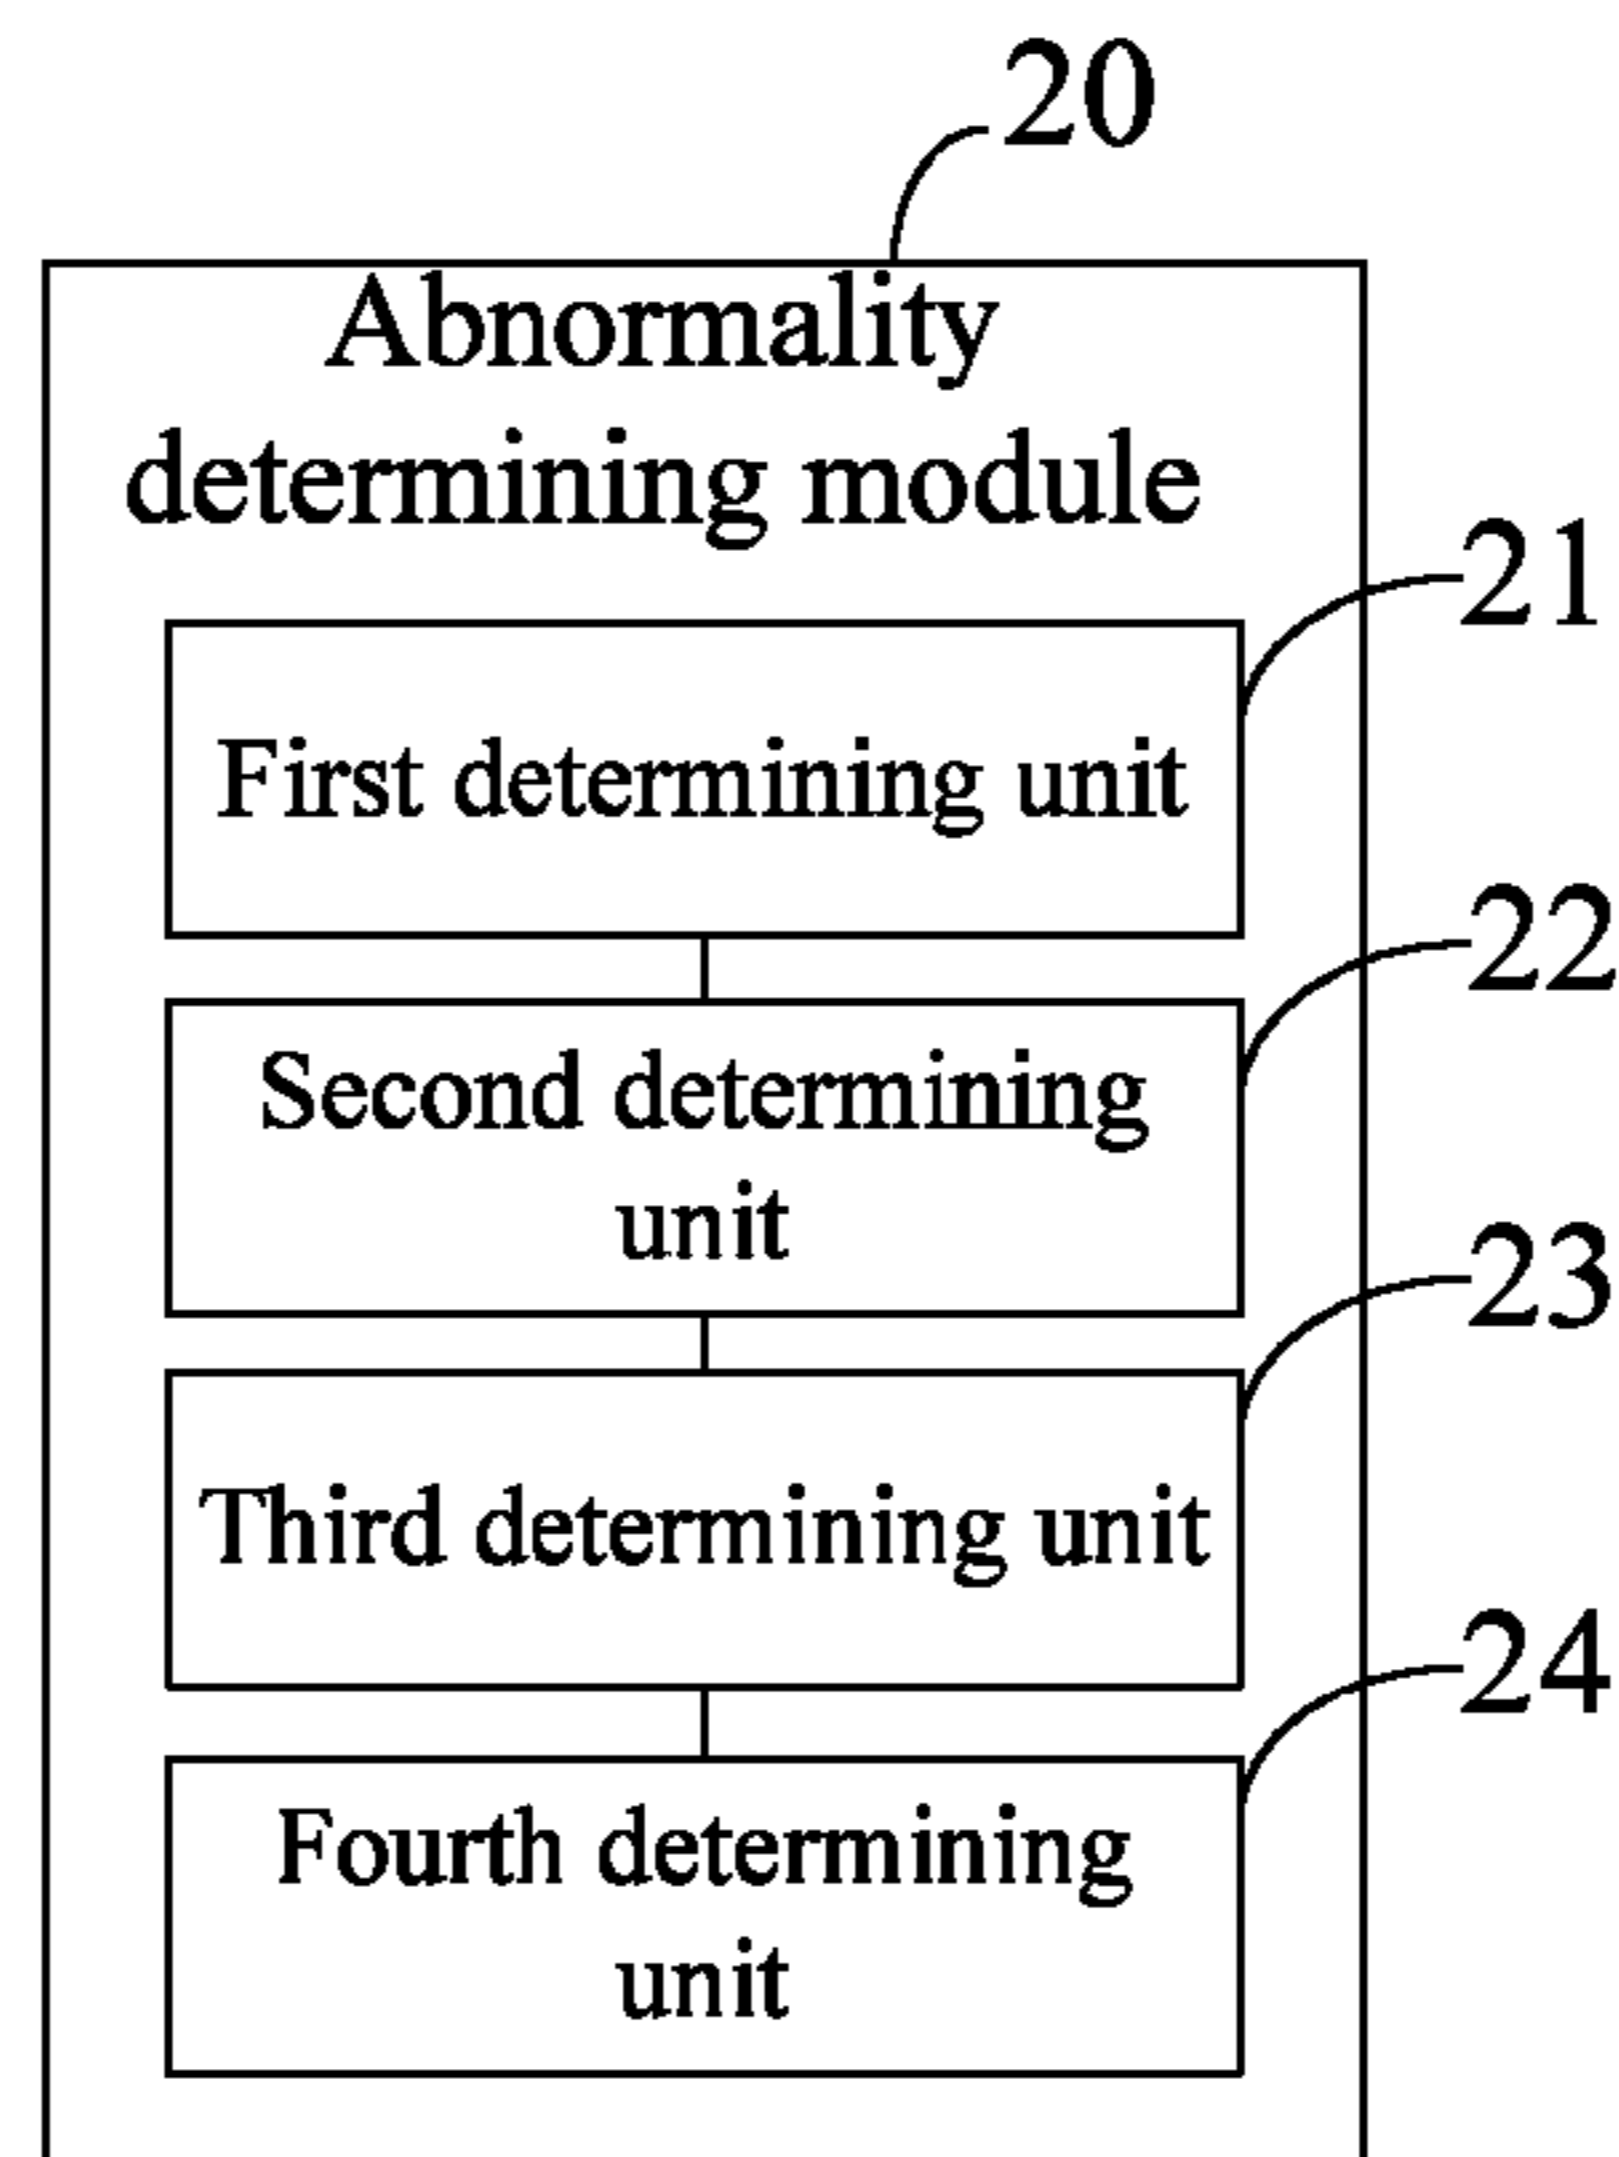 20
Abnormality
determining module
21
First determining unit
22
Second determining
unit
23
Third determining unit
24
Fourth determining
unit